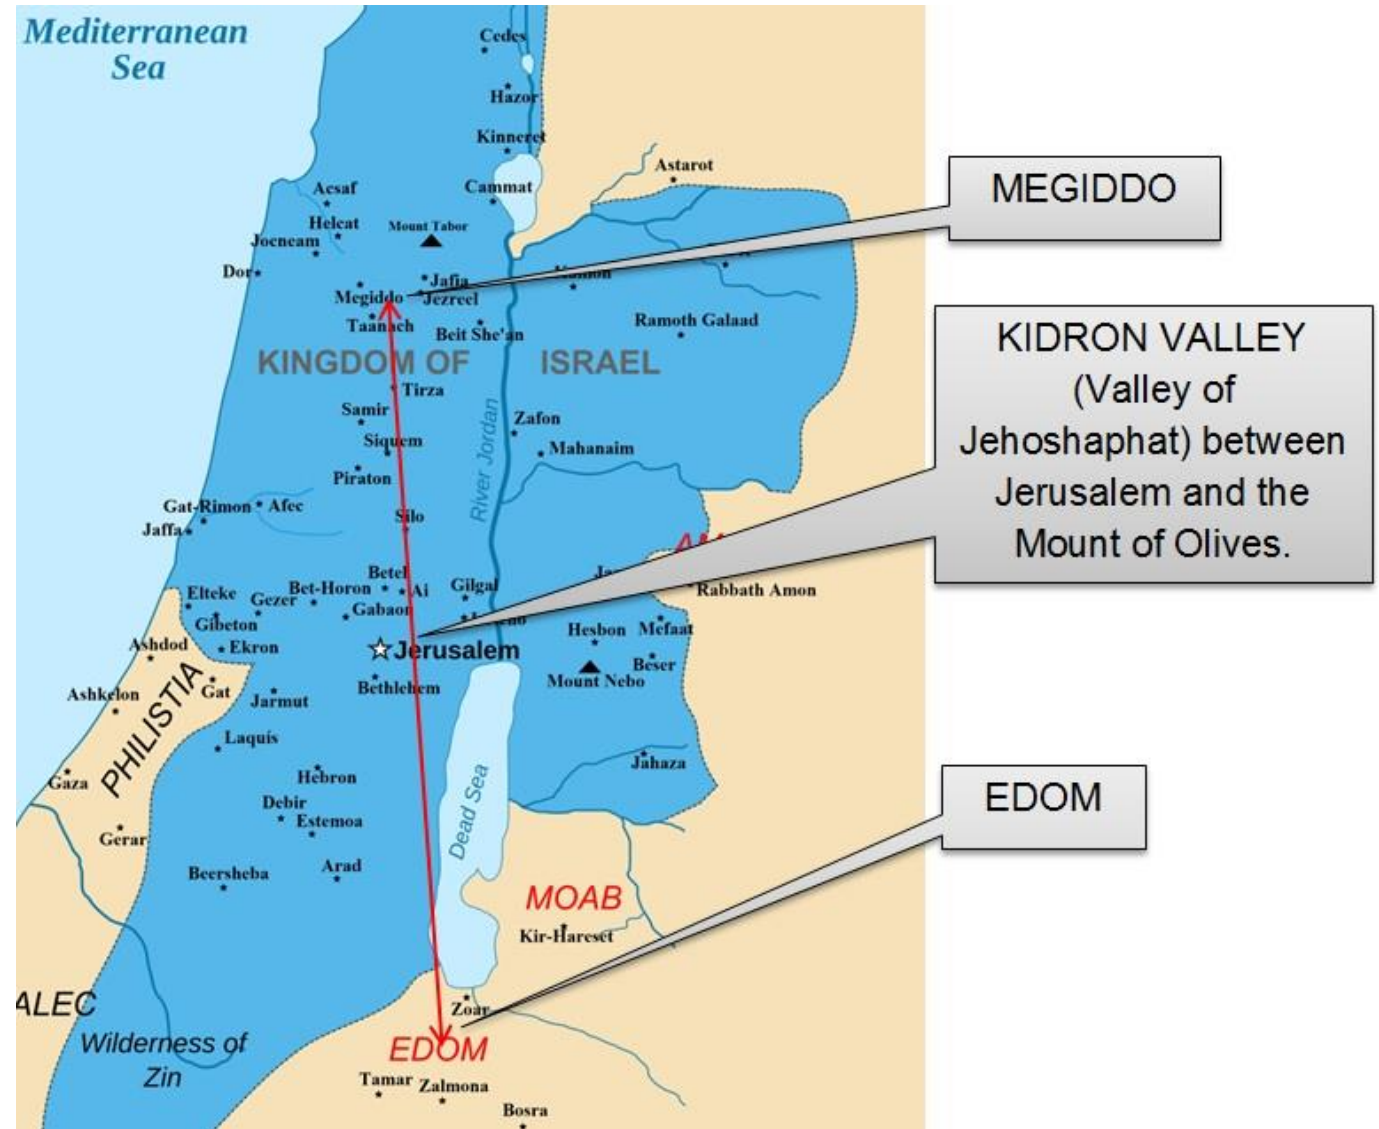 Mediterranean
Sea
Cedes
Hazor
Kinneret
Astarot
MEGIDDO
Acsaf
Cammat
Helcat
Mount Tabor
Jocneam
Dor
Jafia
Megiddo
Jezreel
Taanach
Beit She'an
Ramoth Galaad
KIDRON VALLEY
(Valley of
Jehoshaphat) between
Jerusalem and the
Mount of Olives.
KINGDOM OF ISRAEL
Tirza
Samir
Zafon
Siquem
Mahanaim
Piraton
River Jordan
Gat-Rimon
Afec
Silo
Jaffa
Betel
Ai
Gilgal
Bet-Horon
Rabbath Amon
Elteke
Gezer
Gabaon
Gibeton
Hesbon
Mefaat
Ashdod
Ekron
Jerusalem
Beser
Bethlehem
Mount Nebo
Ashkelon
Gat
Jarmut
PHILISTIA
Laquis
Jahaza
Gaza
Hebron
Dead Sea
EDOM
Debir
Estemoa
Gerar
Beersheba
Arad
MOAB
Kir-Hareset
ALEC
Zoar
Wilderness of
Zin
EDOM
Tamar
Zalmona
Bosra